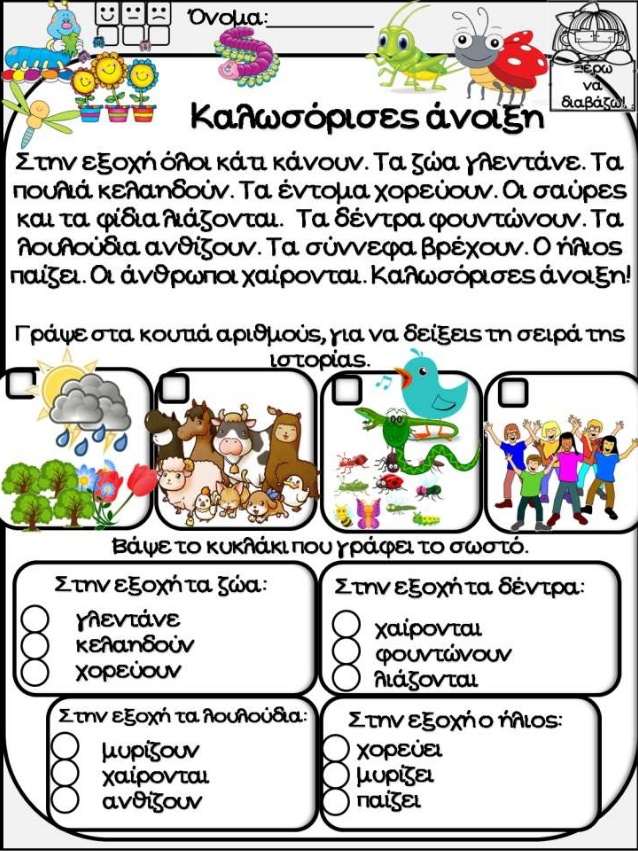 Όνομα:
Ξέρω
να
διαβάζω!
Καλωσόρισες άνοιξη
Στην εξοχή όλοι κάτι κάνουν. Τα ζώα γλεντάνε. Τα
πουλιά κελαηδούν. Τα έντομα χορεύουν. Οι σαύρες
και τα φίδια λιάζονται. Τα δέντρα φουντώνουν. Τα
λουλούδια ανθίζουν. Τα σύννεφα βρέχουν. Ο ήλιος
παίζει. Οι άνθρωποι χαίρονται. Καλωσόρισες άνοιξη!
Γράψε στα κουτιά αριθμούς, για να δείξεις τη σειρά της
ιστορίας.
Βάψε το κυκλάκι που γράφει το σωστό.
Στην εξοχή τα ζώα:
γλεντάνε
κελαηδούν
χορεύουν
Στην εξοχή τα δέντρα:
χαίρονται
φουντώνουν
λιάζονται
Στην εξοχή τα λουλούδια:
μυρίζουν
χαίρονται
ανθίζουν
Στην εξοχή ο ήλιος:
χορεύει
μυρίζει
παίζει